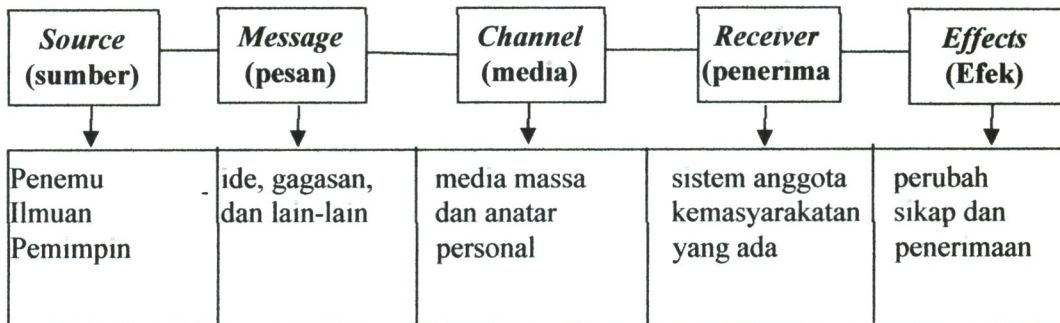 Source
(sumber)
Message
(pesan)
Channel
(media)
Receiver
(penerima
Effects
(Efek)
Penemu
Ilmuan
Pemimpin
ide, gagasan,
dan lain-lain
media massa
dan anatar
personal
sistem anggota
kemasyarakatan
yang ada
perubah
sikap dan
penerimaan